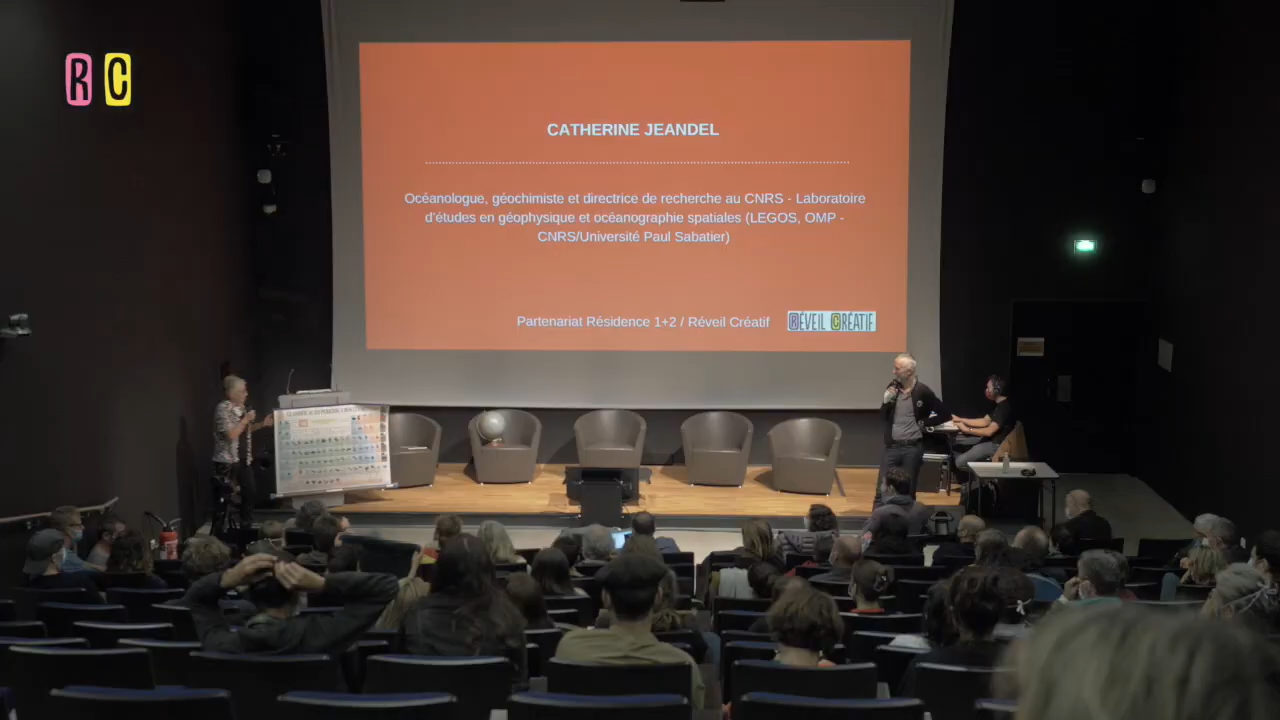 R C
CATHERINE JEANDEL
Océanologue, géochimiste et directrice de recherche au CNRS - Laboratoire
d'études en géophysique et océanographie spatiales (LEGOS, OMP -
CNRS/Université Paul Sabatier)
Partenariat Résidence 1+2 / Réveil Créatif
RÉVEIL CRÉATIF